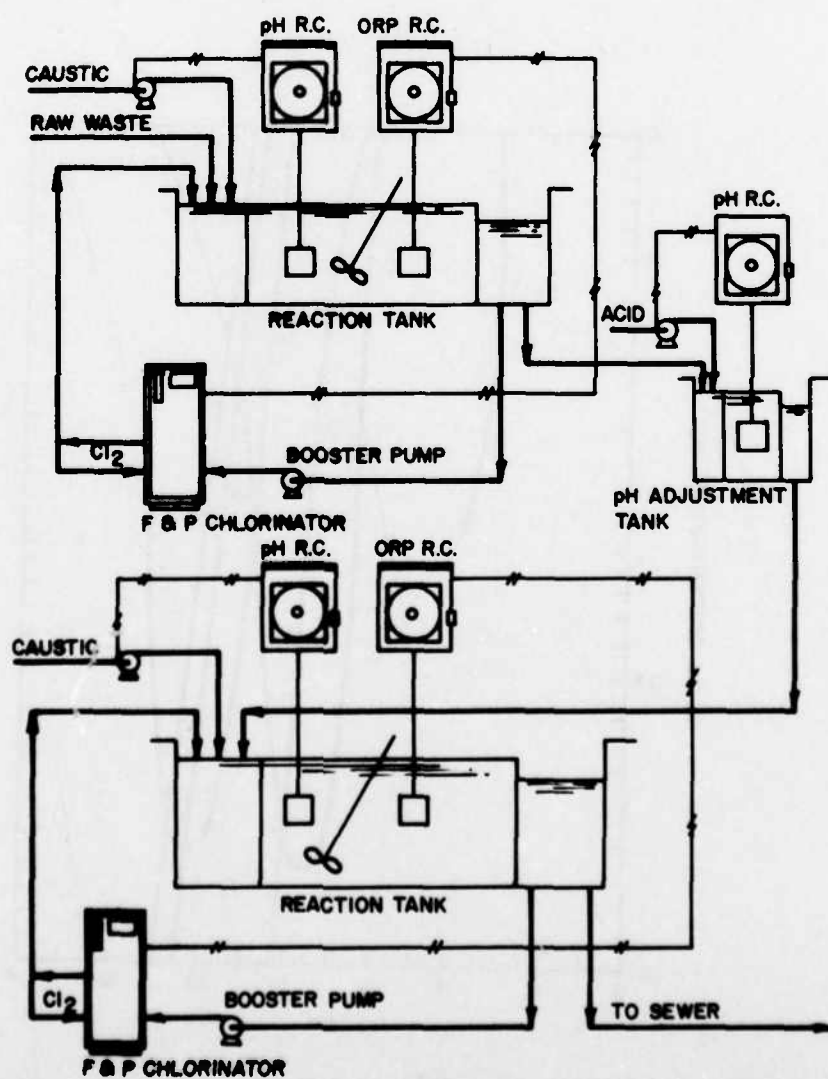 pH R.C.
ORP R.C.
CAUSTIC
RAW WASTE
pH R.C.
REACTION TANK
ACID
Cl2
BOOSTER PUMP
F & P CHLORINATOR
pH ADJUSTMENT
TANK
pH R.C.
ORP R.C.
CAUSTIC
REACTION TANK
Cl2
BOOSTER PUMP
TO SEWER
F & P CHLORINATOR